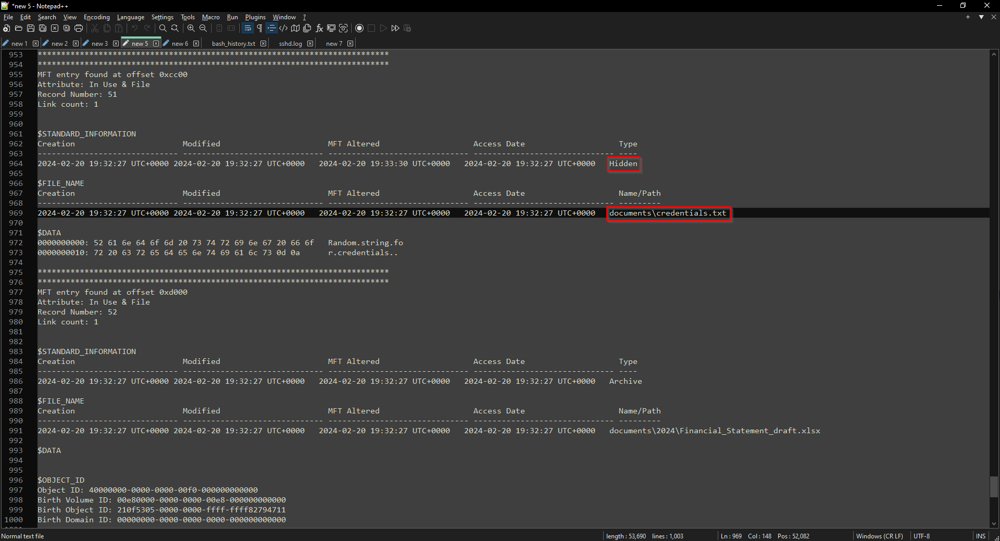 *new 5 - Notepad++
File Edit Search View Encoding Language Settings Tools Macro Run Plugins Window ?
new 1 new 2 new 3 new 5 new 6 bash_history.txt sshd.log new 7
953 ***************************************************************************
954 ***************************************************************************
955 MFT entry found at offset 0xcc00
956 Attribute: In Use & File
957 Record Number: 51
958 Link count: 1
959
960
961 $STANDARD_INFORMATION
962 Creation Modified MFT Altered Access Date Type
963 ------------------------------ ------------------------------ ------------------------------ ------------------------------ ----
964 2024-02-20 19:32:27 UTC+0000 2024-02-20 19:32:27 UTC+0000 2024-02-20 19:33:30 UTC+0000 2024-02-20 19:32:27 UTC+0000 Hidden
965
966 $FILE_NAME
967 Creation Modified MFT Altered Access Date Name/Path
968 ------------------------------ ------------------------------ ------------------------------ ------------------------------ ---------
969 2024-02-20 19:32:27 UTC+0000 2024-02-20 19:32:27 UTC+0000 2024-02-20 19:32:27 UTC+0000 2024-02-20 19:32:27 UTC+0000 documents\credentials.txt
970
971 $DATA
972 0000000000: 52 61 6e 64 6f 6d 20 73 74 72 69 6e 67 20 66 6f Random.string.fo
973 0000000010: 72 20 63 72 65 64 65 6e 74 69 61 6c 73 0d 0a r.credentials..
974
975 ***************************************************************************
976 ***************************************************************************
977 MFT entry found at offset 0xd000
978 Attribute: In Use & File
979 Record Number: 52
980 Link count: 1
981
982
983 $STANDARD_INFORMATION
984 Creation Modified MFT Altered Access Date Type
985 ------------------------------ ------------------------------ ------------------------------ ------------------------------ ----
986 2024-02-20 19:32:27 UTC+0000 2024-02-20 19:32:27 UTC+0000 2024-02-20 19:32:27 UTC+0000 2024-02-20 19:32:27 UTC+0000 Archive
987
988 $FILE_NAME
989 Creation Modified MFT Altered Access Date Name/Path
990 ------------------------------ ------------------------------ ------------------------------ ------------------------------ ---------
991 2024-02-20 19:32:27 UTC+0000 2024-02-20 19:32:27 UTC+0000 2024-02-20 19:32:27 UTC+0000 2024-02-20 19:32:27 UTC+0000 documents\2024\Financial_Statement_draft.xlsx
992
993 $DATA
994
995
996 $OBJECT_ID
997 Object ID: 40000000-0000-0000-00f0-000000000000
998 Birth Volume ID: 00e80000-0000-0000-00e8-000000000000
999 Birth Object ID: 210f5305-0000-0000-ffff-ffff82794711
1000 Birth Domain ID: 00000000-0000-0000-0000-000000000000
Normal text file length : 53,690 lines : 1,003 Ln : 969 Col : 148 Pos : 52,082 Windows (CR LF) UTF-8 INS